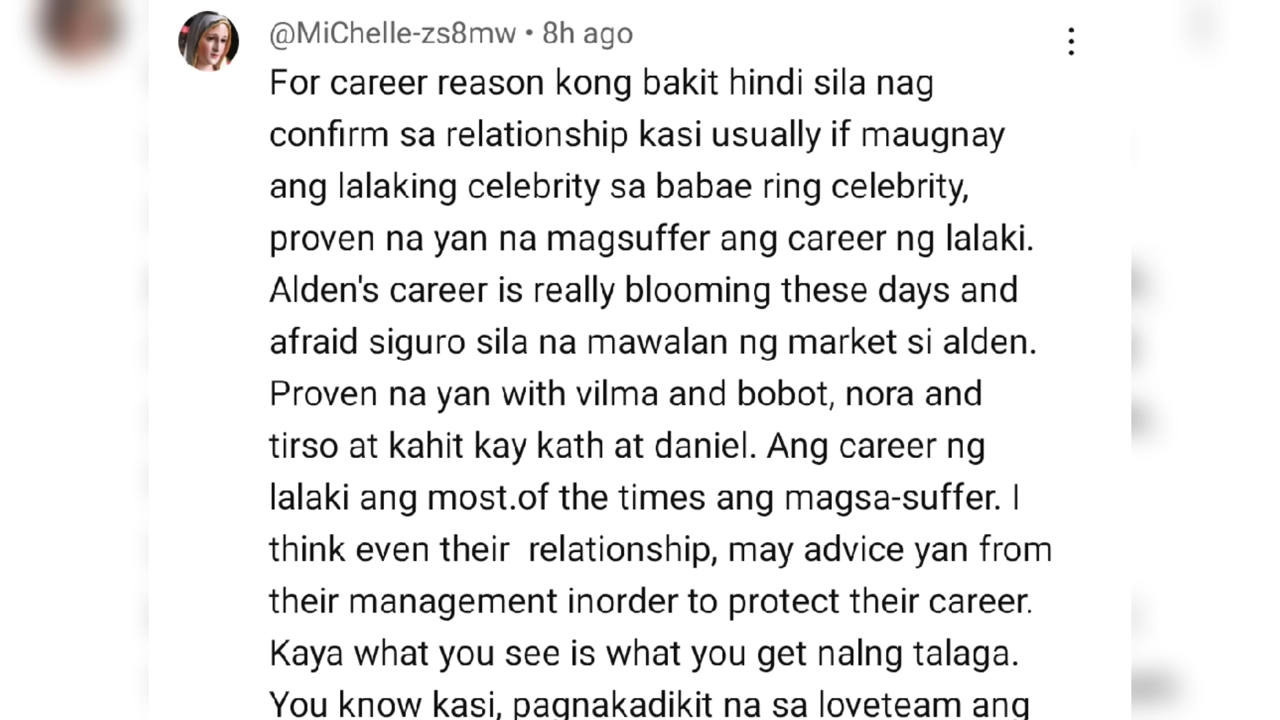 @MiChelle-zs8mw • 8h ago
For career reason kong bakit hindi sila nag
confirm sa relationship kasi usually if maugnay
ang lalaking celebrity sa babae ring celebrity,
proven na yan na magsuffer ang career ng lalaki.
Alden's career is really blooming these days and
afraid siguro sila na mawalan ng market si alden.
Proven na yan with vilma and bobot, nora and
tirso at kahit kay kath at daniel. Ang career ng
lalaki ang most.of the times ang magsa-suffer. I
think even their  relationship, may advice yan from
their management inorder to protect their career.
Kaya what you see is what you get nalng talaga.
You know kasi, pagnakadikit na sa loveteam ang